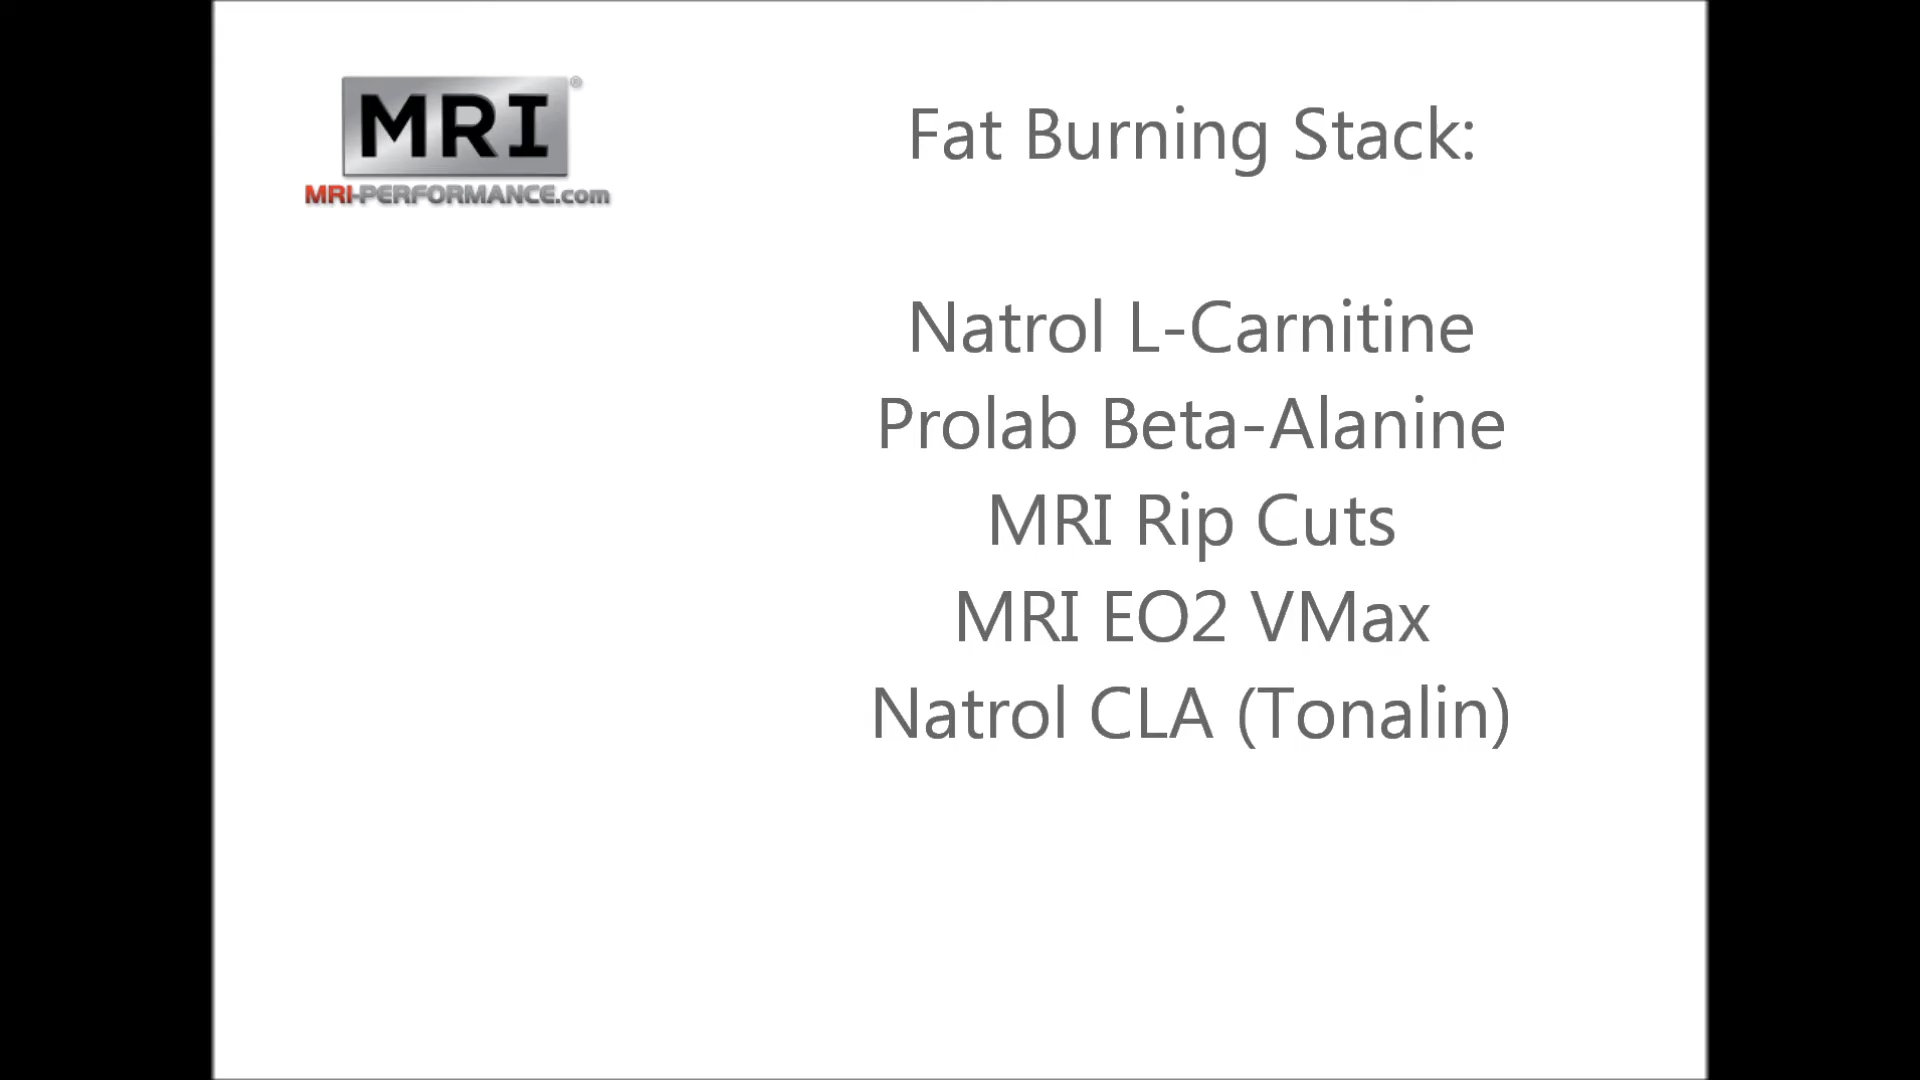 MRI®
MRI-PERFORMANCE.com
Fat Burning Stack:
Natrol L-Carnitine
Prolab Beta-Alanine
MRI Rip Cuts
MRI EO2 VMax
Natrol CLA (Tonalin)